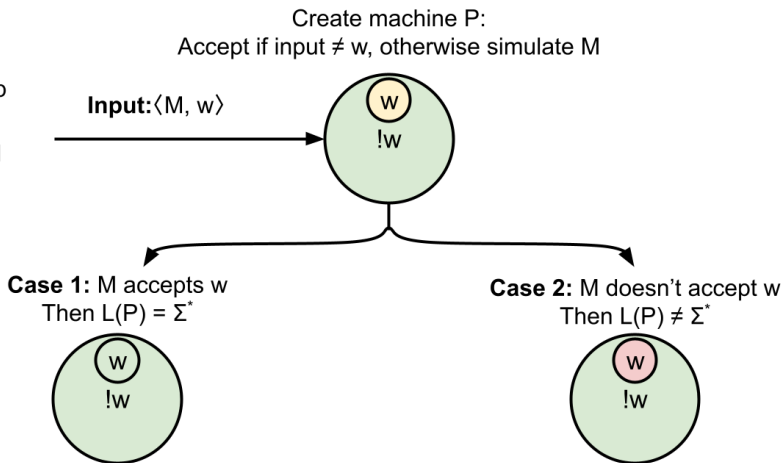 Create machine P:
Accept if input ≠ w, otherwise simulate M
Input:⟨M, w⟩
w
!w
Case 1: M accepts w
Then L(P) = Σ*
w
!w
Case 2: M doesn’t accept w
Then L(P) ≠ Σ*
w
!w